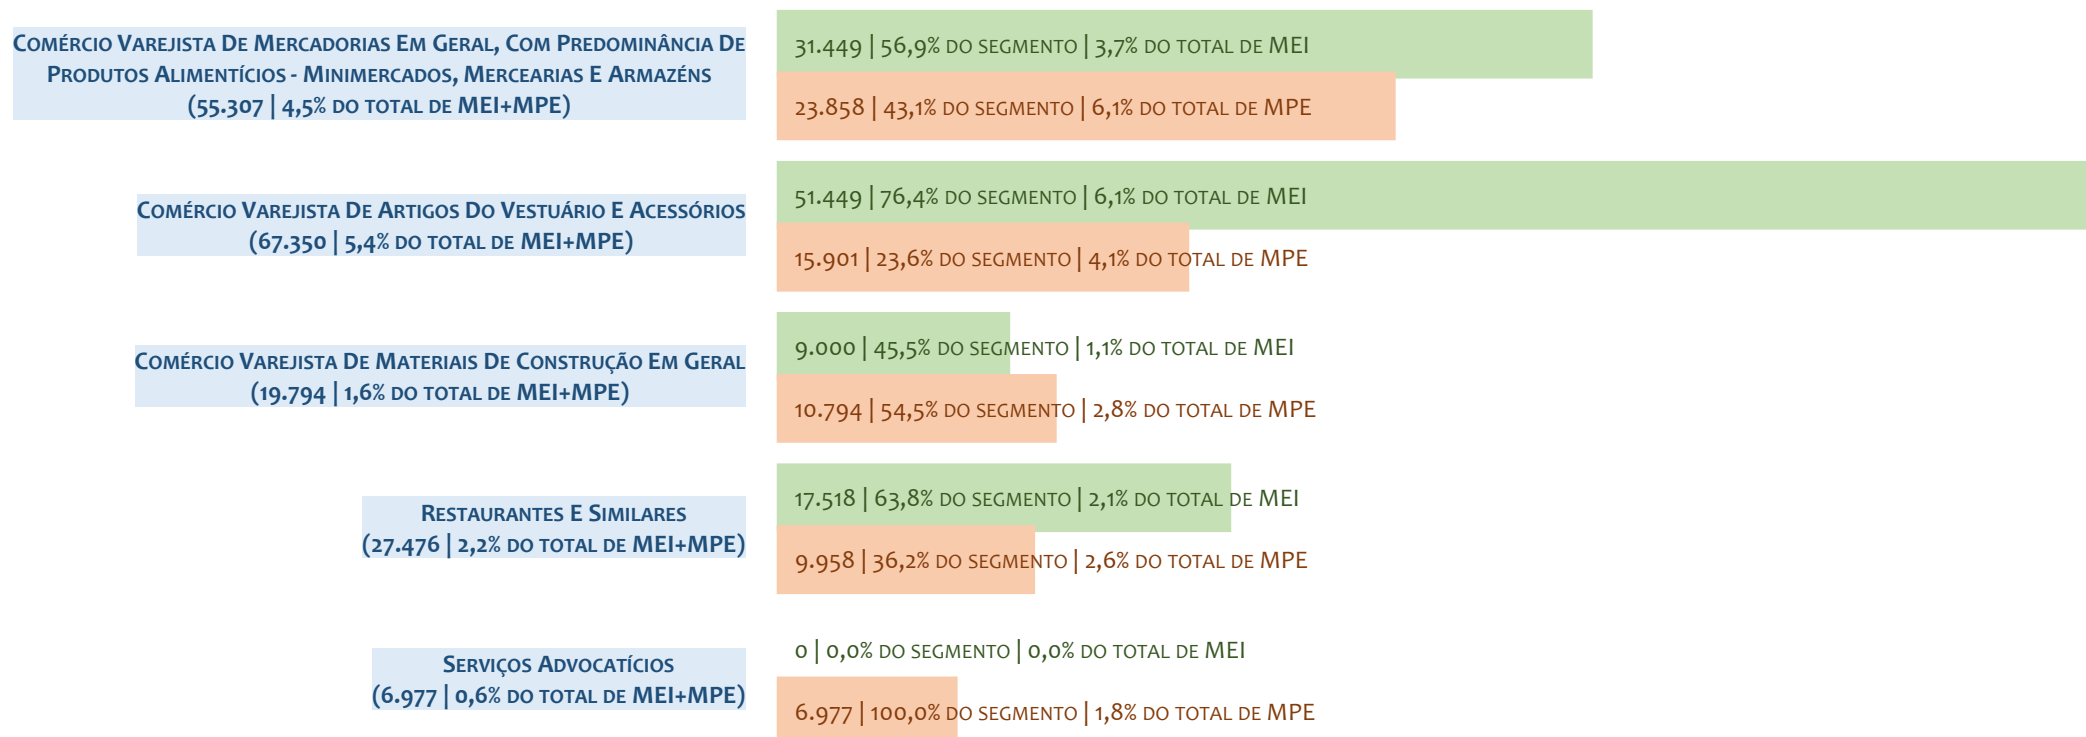 Comércio Varejista De Mercadorias Em Geral, Com Predominância De
Produtos Alimentícios - Minimercados, Mercearias E Armazéns
(55.307 | 4,5% do total de MEI+MPE)
31.449 | 56,9% do segmento | 3,7% do total de MEI
23.858 | 43,1% do segmento | 6,1% do total de MPE
Comércio Varejista De Artigos Do Vestuário E Acessórios
(67.350 | 5,4% do total de MEI+MPE)
51.449 | 76,4% do segmento | 6,1% do total de MEI
15.901 | 23,6% do segmento | 4,1% do total de MPE
Comércio Varejista De Materiais De Construção Em Geral
(19.794 | 1,6% do total de MEI+MPE)
9.000 | 45,5% do segmento | 1,1% do total de MEI
10.794 | 54,5% do segmento | 2,8% do total de MPE
Restaurantes E Similares
(27.476 | 2,2% do total de MEI+MPE)
17.518 | 63,8% do segmento | 2,1% do total de MEI
9.958 | 36,2% do segmento | 2,6% do total de MPE
Serviços Advocatícios
(6.977 | 0,6% do total de MEI+MPE)
0 | 0,0% do segmento | 0,0% do total de MEI
6.977 | 100,0% do segmento | 1,8% do total de MPE